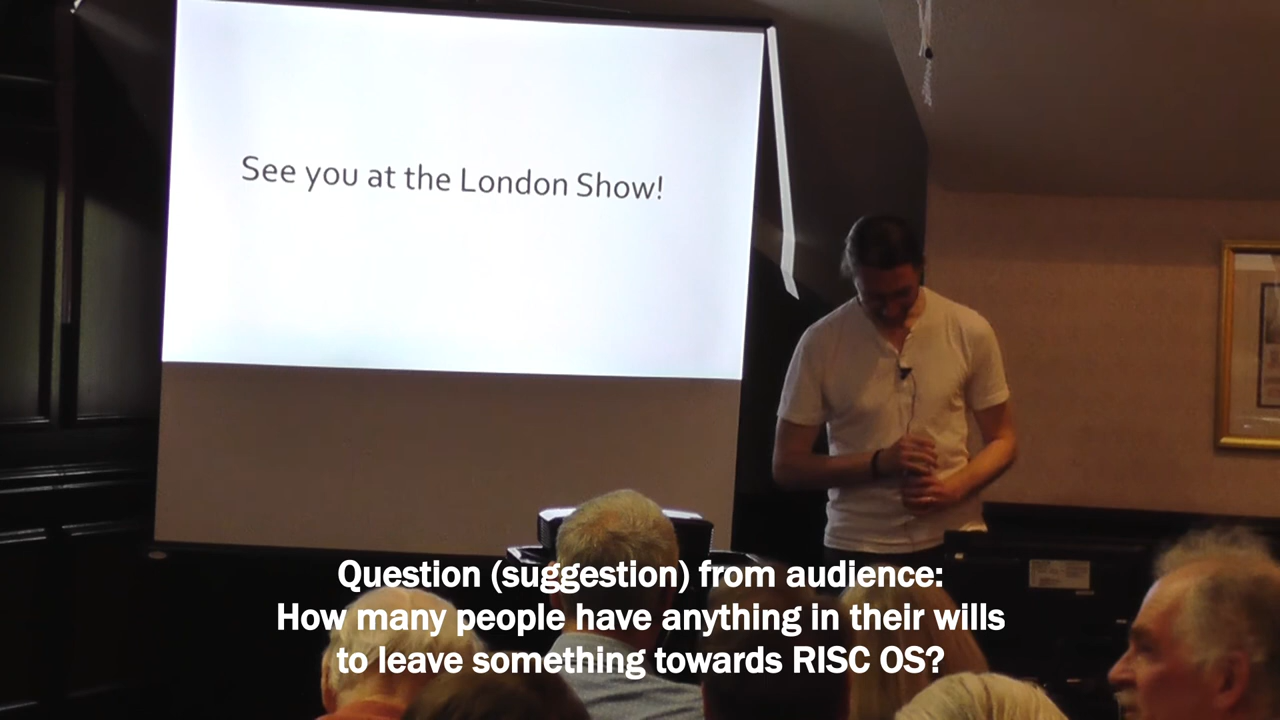 See you at the London Show!
Question (suggestion) from audience:
How many people have anything in their wills
to leave something towards RISC OS?